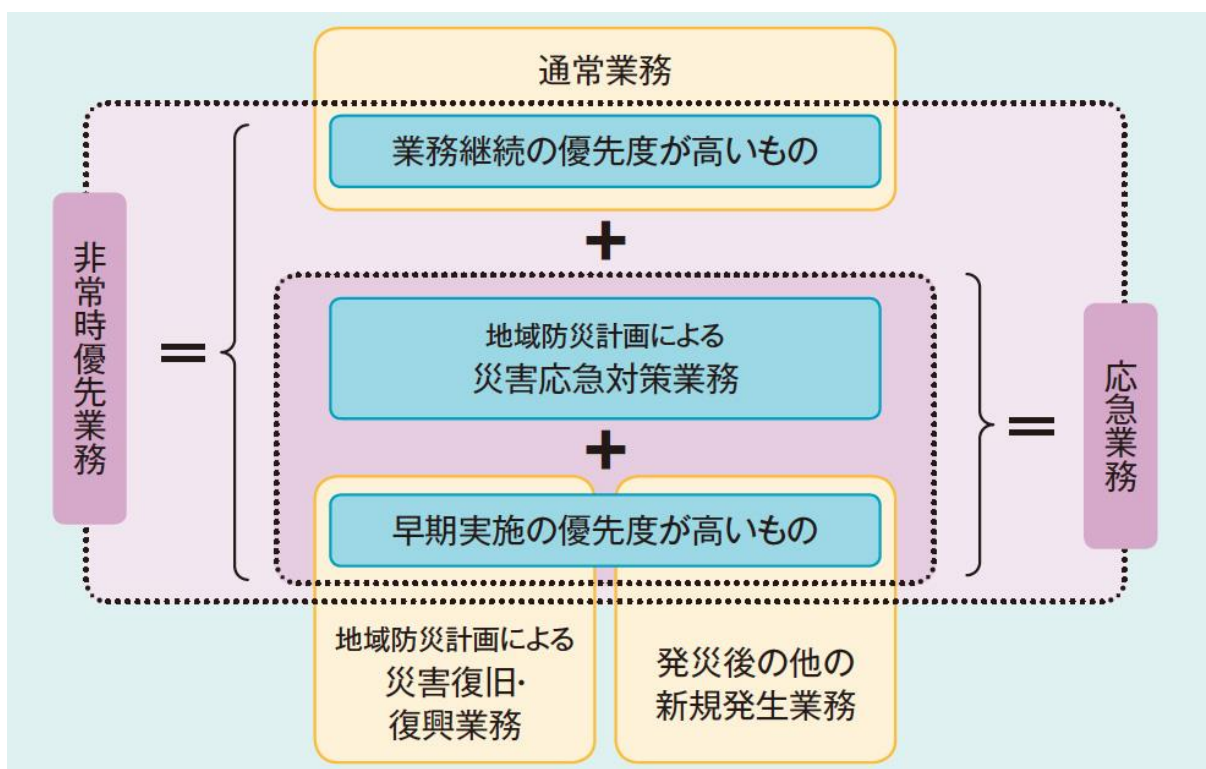 通常業務
業務継続の優先度が高いもの
+
非常時優先業務
=
地域防災計画による
災害応急対策業務
=
応急業務
+
早期実施の優先度が高いもの
地域防災計画による
災害復旧・
復興業務
発災後の他の
新規発生業務